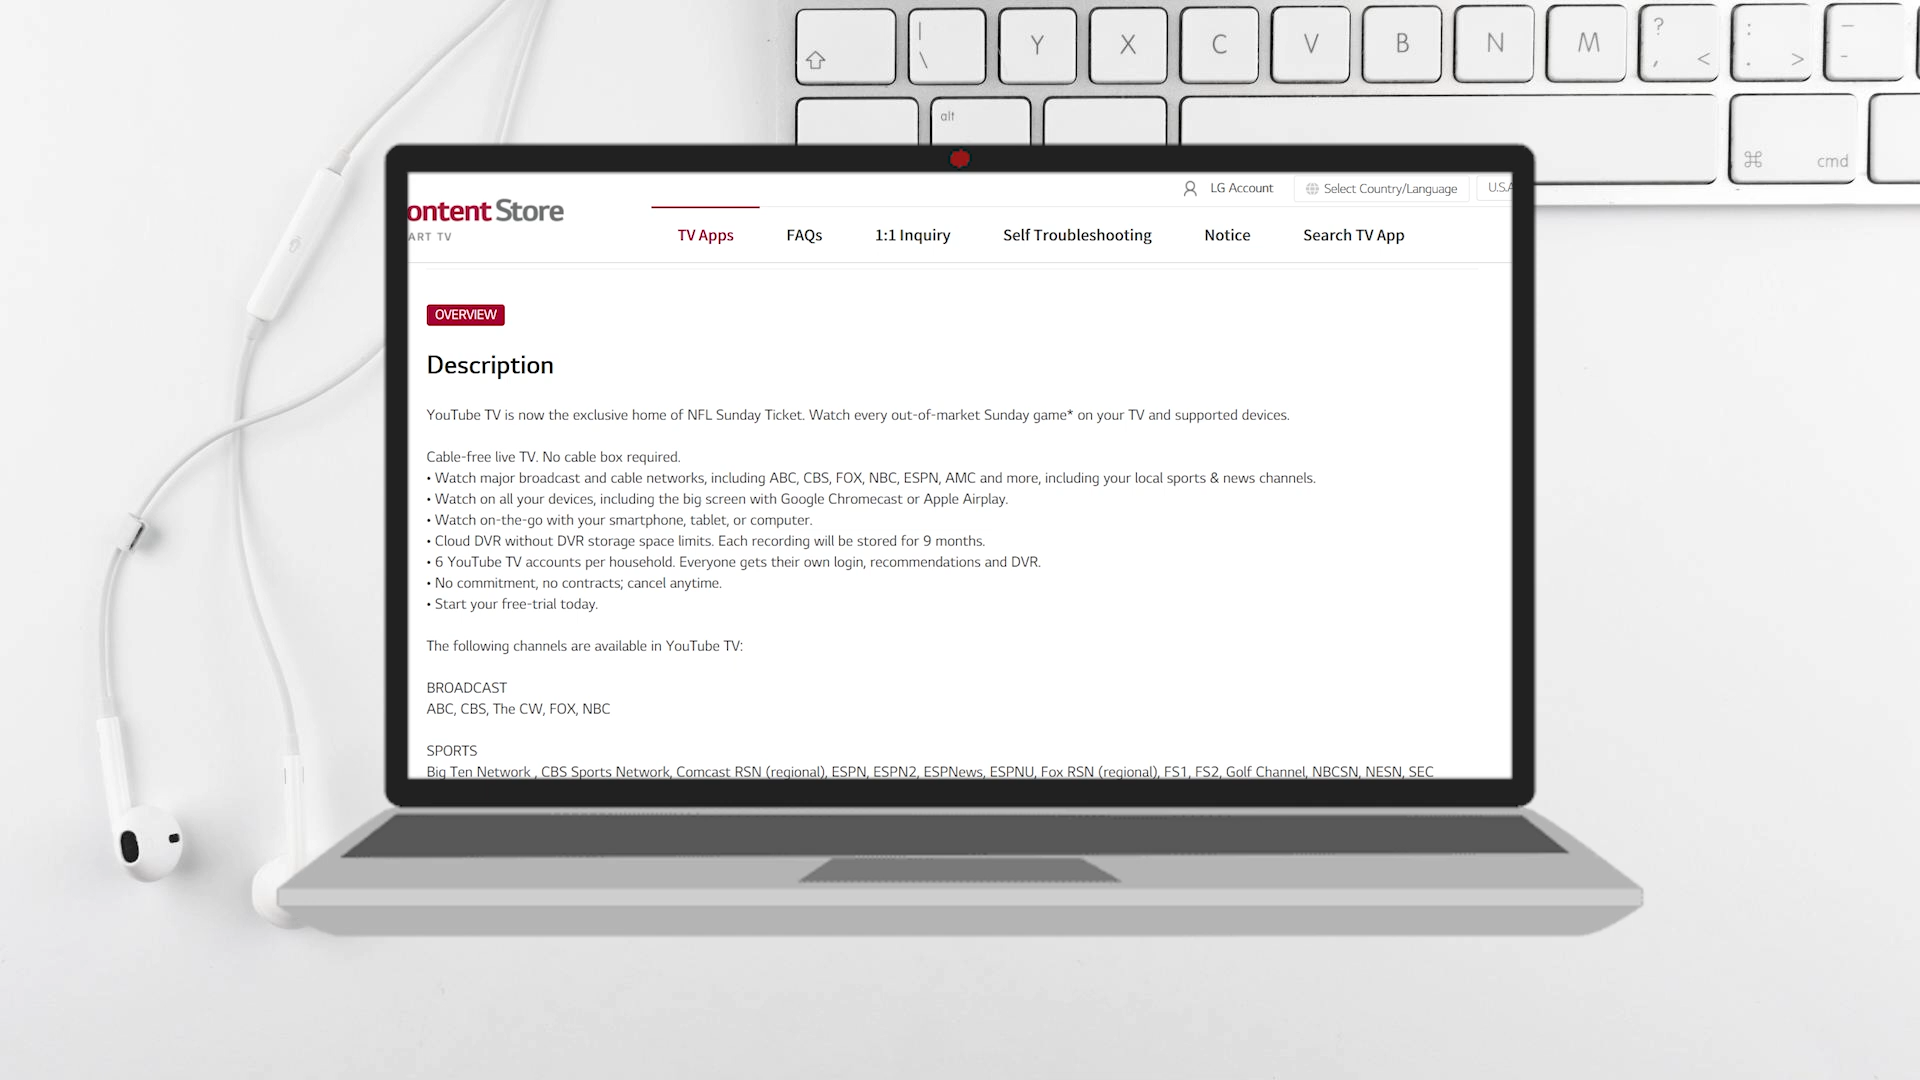 | Y X C V B N M ? :  _
\ , < . > -
alt
⌘ cmd
LG Account Select Country/Language U.S.A
ontent Store
ART TV
TV Apps FAQs 1:1 Inquiry Self Troubleshooting Notice Search TV App
OVERVIEW
Description
YouTube TV is now the exclusive home of NFL Sunday Ticket. Watch every out-of-market Sunday game* on your TV and supported devices.
Cable-free live TV. No cable box required.
• Watch major broadcast and cable networks, including ABC, CBS, FOX, NBC, ESPN, AMC and more, including your local sports & news channels.
• Watch on all your devices, including the big screen with Google Chromecast or Apple Airplay.
• Watch on-the-go with your smartphone, tablet, or computer.
• Cloud DVR without DVR storage space limits. Each recording will be stored for 9 months.
• 6 YouTube TV accounts per household. Everyone gets their own login, recommendations and DVR.
• No commitment, no contracts; cancel anytime.
• Start your free-trial today.
The following channels are available in YouTube TV:
BROADCAST
ABC, CBS, The CW, FOX, NBC
SPORTS
Big Ten Network , CBS Sports Network, Comcast RSN (regional), ESPN, ESPN2, ESPNews, ESPNU, Fox RSN (regional), FS1, FS2, Golf Channel, NBCSN, NESN, SEC